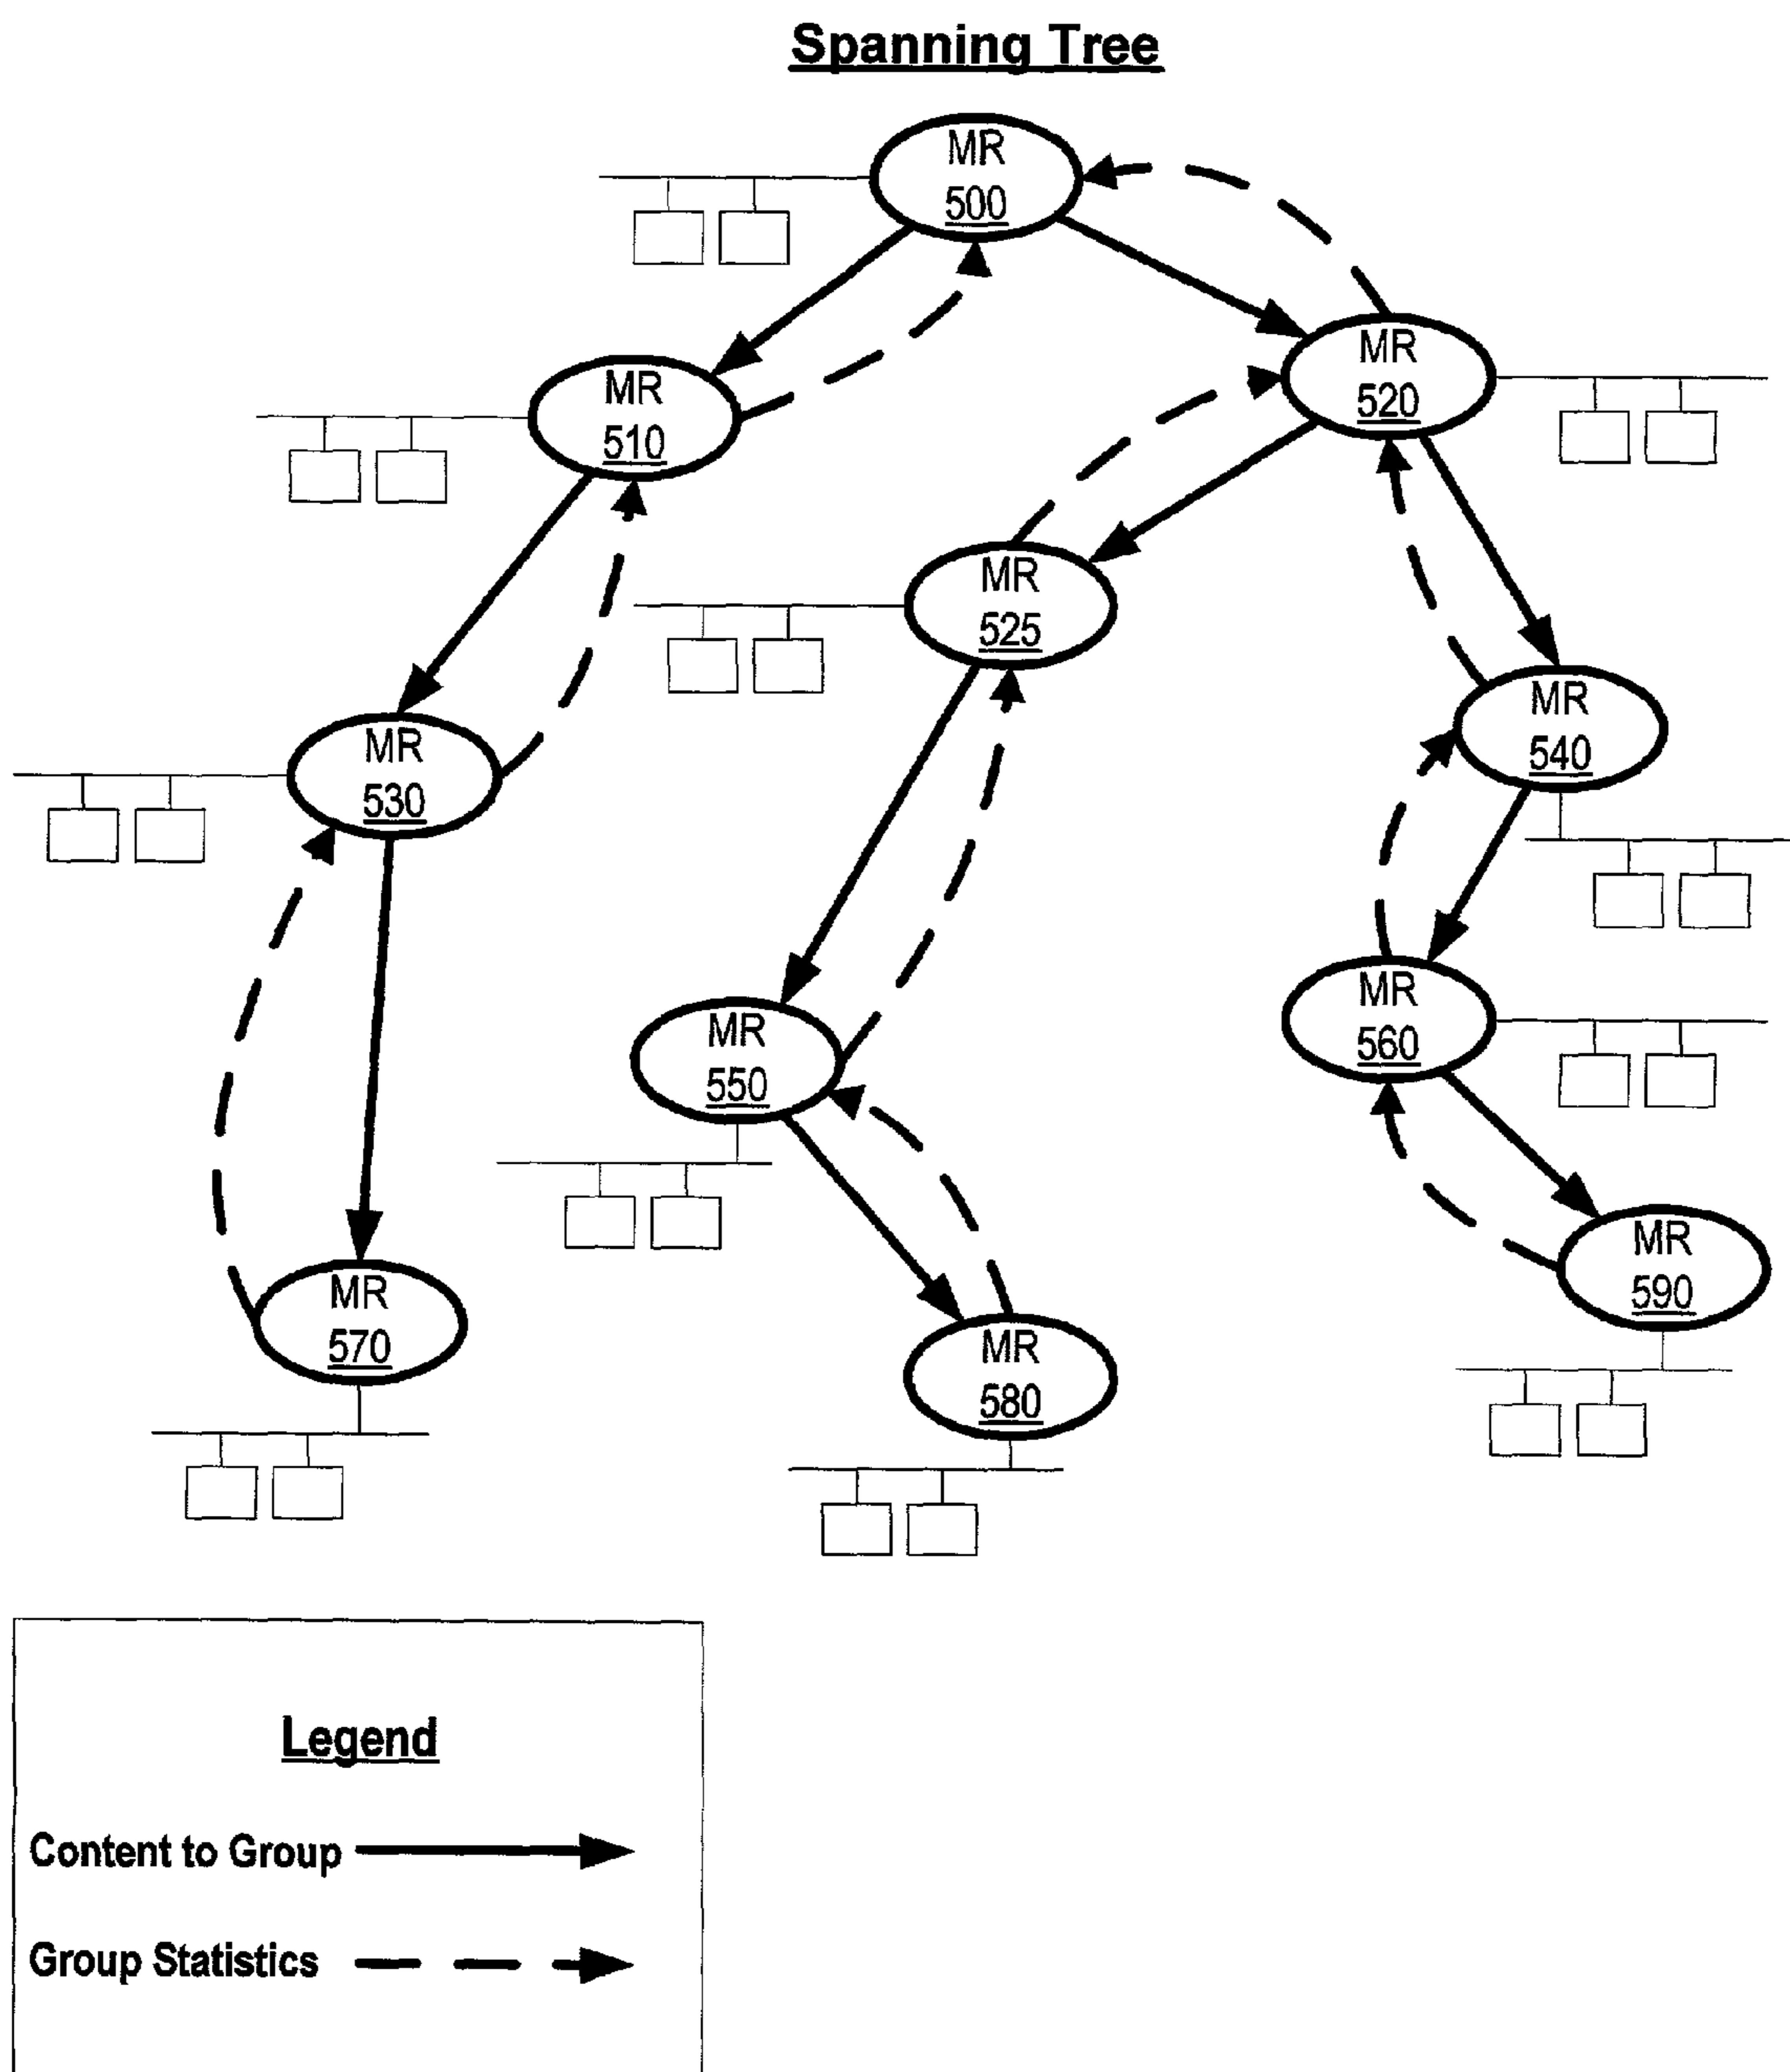 Spanning Tree
MR
500
MR
520
MR
510
MR
525
MR
540
MR
530
MR
560
MR
550
MR
590
MR
570
MR
580
Legend
Content to Group
Group Statistics